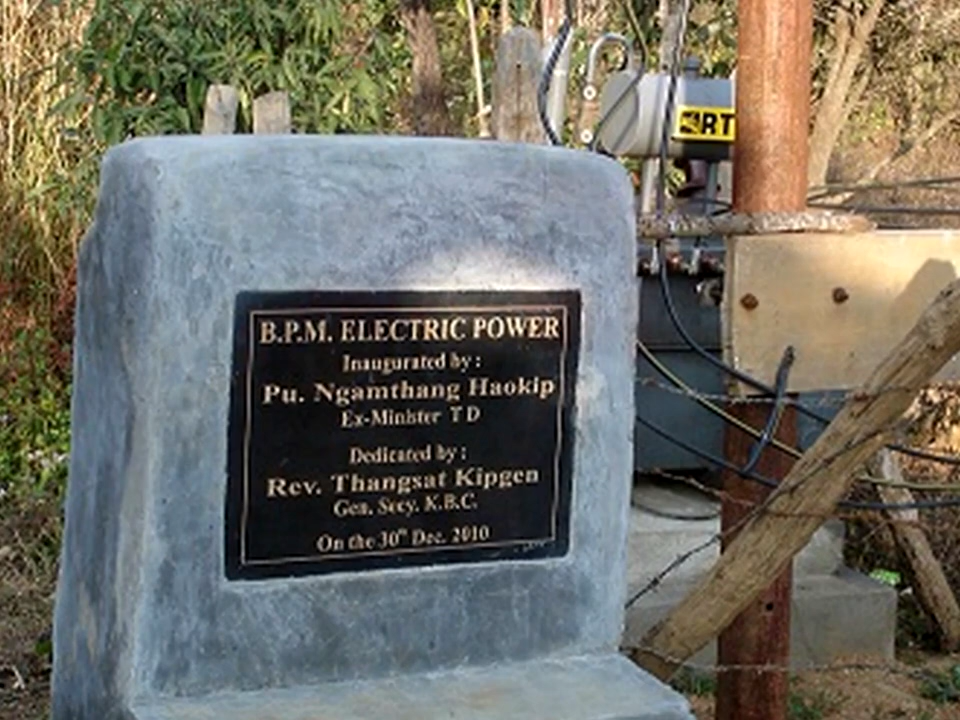 B.P.M. ELECTRIC POWER
Inaugurated by :
Pu. Ngamthang Haokip
Ex-Minister T D
Dedicated by :
Rev. Thangsat Kipgen
Gen. Secy. K.B.C.
On the 30th Dec. 2010
RT